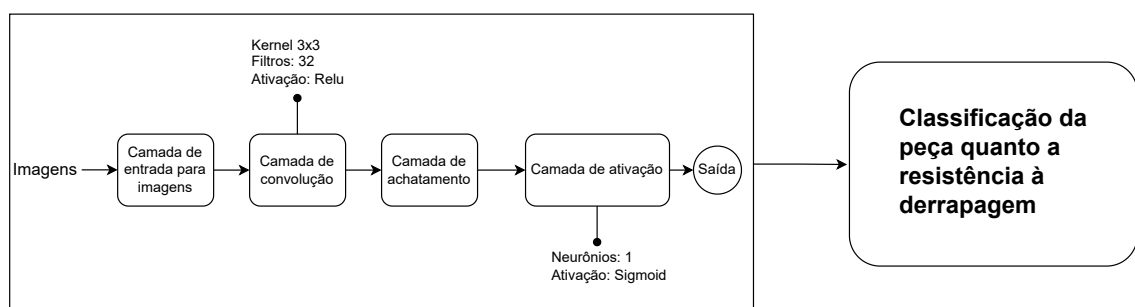 Kernel 3x3
Filtros: 32
Ativação: Relu
Imagens
Camada de
entrada para
imagens
Camada de
convolução
Camada de
achatamento
Camada de ativação
Saída
Neurônios: 1
Ativação: Sigmoid
Classificação da
peça quanto a
resistência à
derrapagem